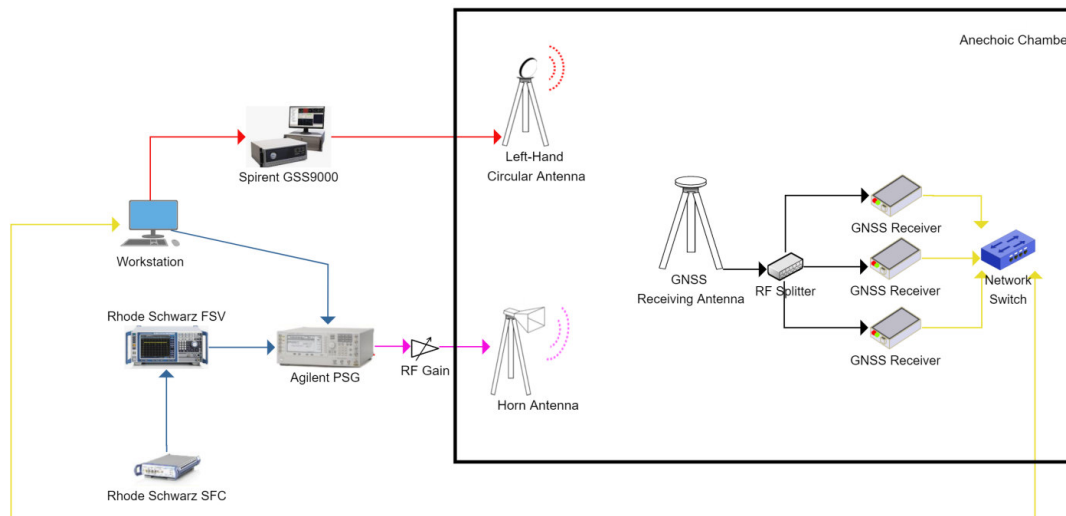 Anechoic Chambe
Left-Hand
Circular Antenna
Spirent GSS9000
GNSS Receiver
Workstation
GNSS
Receiving Antenna
RF Splitter
GNSS Receiver
Network
Switch
Rhode Schwarz FSV
Agilent PSG
RF Gain
GNSS Receiver
Horn Antenna
Rhode Schwarz SFC